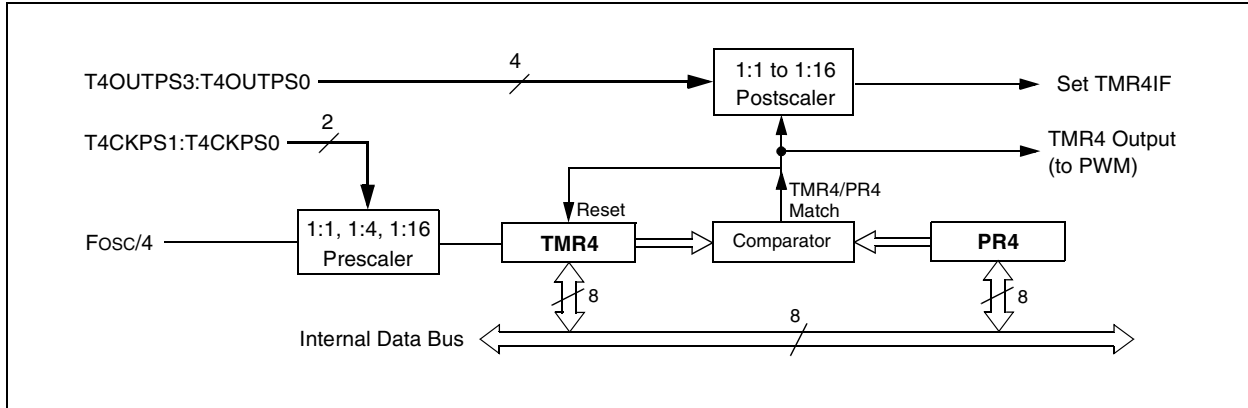 T4OUTPS3:T4OUTPS0
4
1:1 to 1:16
Postscaler
Set TMR4IF
T4CKPS1:T4CKPS0
2
TMR4 Output
(to PWM)
TMR4/PR4
Match
Reset
FOSC/4
1:1, 1:4, 1:16
Prescaler
TMR4
Comparator
PR4
8
8
8
Internal Data Bus